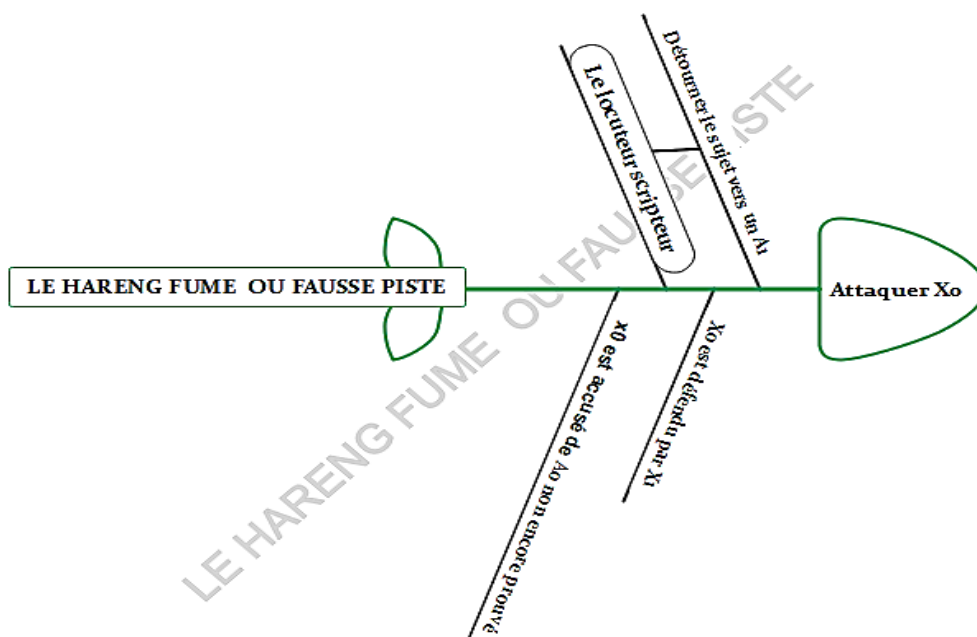 LE HARENG FUME OU FAUSSE PISTE
Le locuteur scripteur
Détourner le sujet vers un A1
x0 est accusé de Ao non encore prouvé
Xo est défendu par X1
Attaquer Xo
LE HARENG FUME OU FAUSSE PISTE